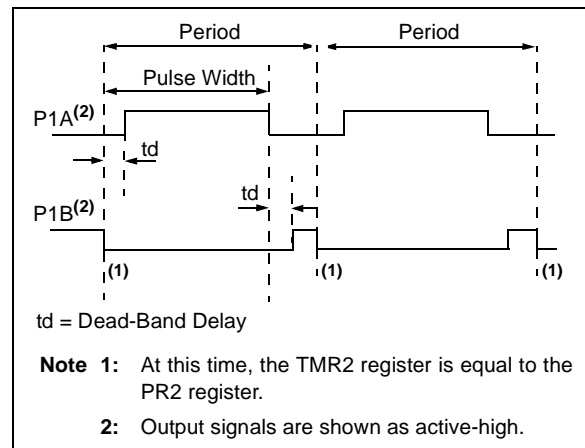 Period Period
Pulse Width
P1A(2)
td
td
P1B(2)
(1) (1) (1)
td = Dead-Band Delay
Note 1: At this time, the TMR2 register is equal to the
PR2 register.
2: Output signals are shown as active-high.